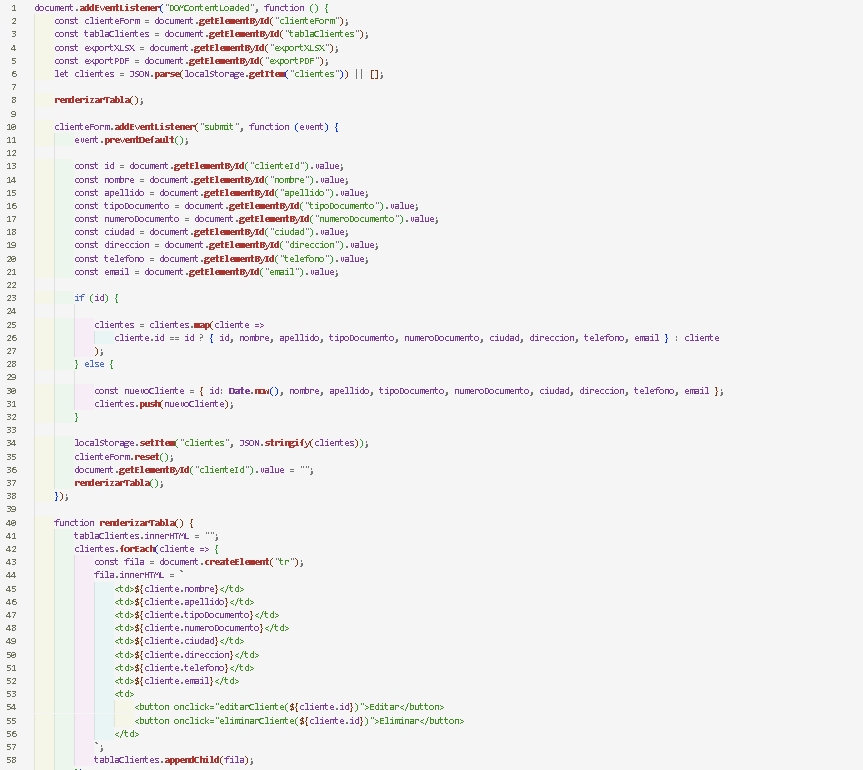 1 document.addEventListener("DOMContentLoaded", function () {
2 const clienteForm = document.getElementById("clienteForm");
3 const tablaClientes = document.getElementById("tablaClientes");
4 const exportXLSX = document.getElementById("exportXLSX");
5 const exportPDF = document.getElementById("exportPDF");
6 let clientes = JSON.parse(localStorage.getItem("clientes")) || [];
7
8 renderizarTabla();
9
10 clienteForm.addEventListener("submit", function (event) {
11 event.preventDefault();
12
13 const id = document.getElementById("clienteId").value;
14 const nombre = document.getElementById("nombre").value;
15 const apellido = document.getElementById("apellido").value;
16 const tipoDocumento = document.getElementById("tipoDocumento").value;
17 const numeroDocumento = document.getElementById("numeroDocumento").value;
18 const ciudad = document.getElementById("ciudad").value;
19 const direccion = document.getElementById("direccion").value;
20 const telefono = document.getElementById("telefono").value;
21 const email = document.getElementById("email").value;
22
23 if (id) {
24
25 clientes = clientes.map(cliente =>
26 cliente.id == id ? { id, nombre, apellido, tipoDocumento, numeroDocumento, ciudad, direccion, telefono, email } : cliente
27 );
28 } else {
29
30 const nuevoCliente = { id: Date.now(), nombre, apellido, tipoDocumento, numeroDocumento, ciudad, direccion, telefono, email };
31 clientes.push(nuevoCliente);
32 }
33
34 localStorage.setItem("clientes", JSON.stringify(clientes));
35 clienteForm.reset();
36 document.getElementById("clienteId").value = "";
37 renderizarTabla();
38 });
39
40 function renderizarTabla() {
41 tablaClientes.innerHTML = "";
42 clientes.forEach(cliente => {
43 const fila = document.createElement("tr");
44 fila.innerHTML = `
45 <td>${cliente.nombre}</td>
46 <td>${cliente.apellido}</td>
47 <td>${cliente.tipoDocumento}</td>
48 <td>${cliente.numeroDocumento}</td>
49 <td>${cliente.ciudad}</td>
50 <td>${cliente.direccion}</td>
51 <td>${cliente.telefono}</td>
52 <td>${cliente.email}</td>
53 <td>
54 <button onclick="editarCliente(${cliente.id})">Editar</button>
55 <button onclick="eliminarCliente(${cliente.id})">Eliminar</button>
56 </td>
57 `;
58 tablaClientes.appendChild(fila);